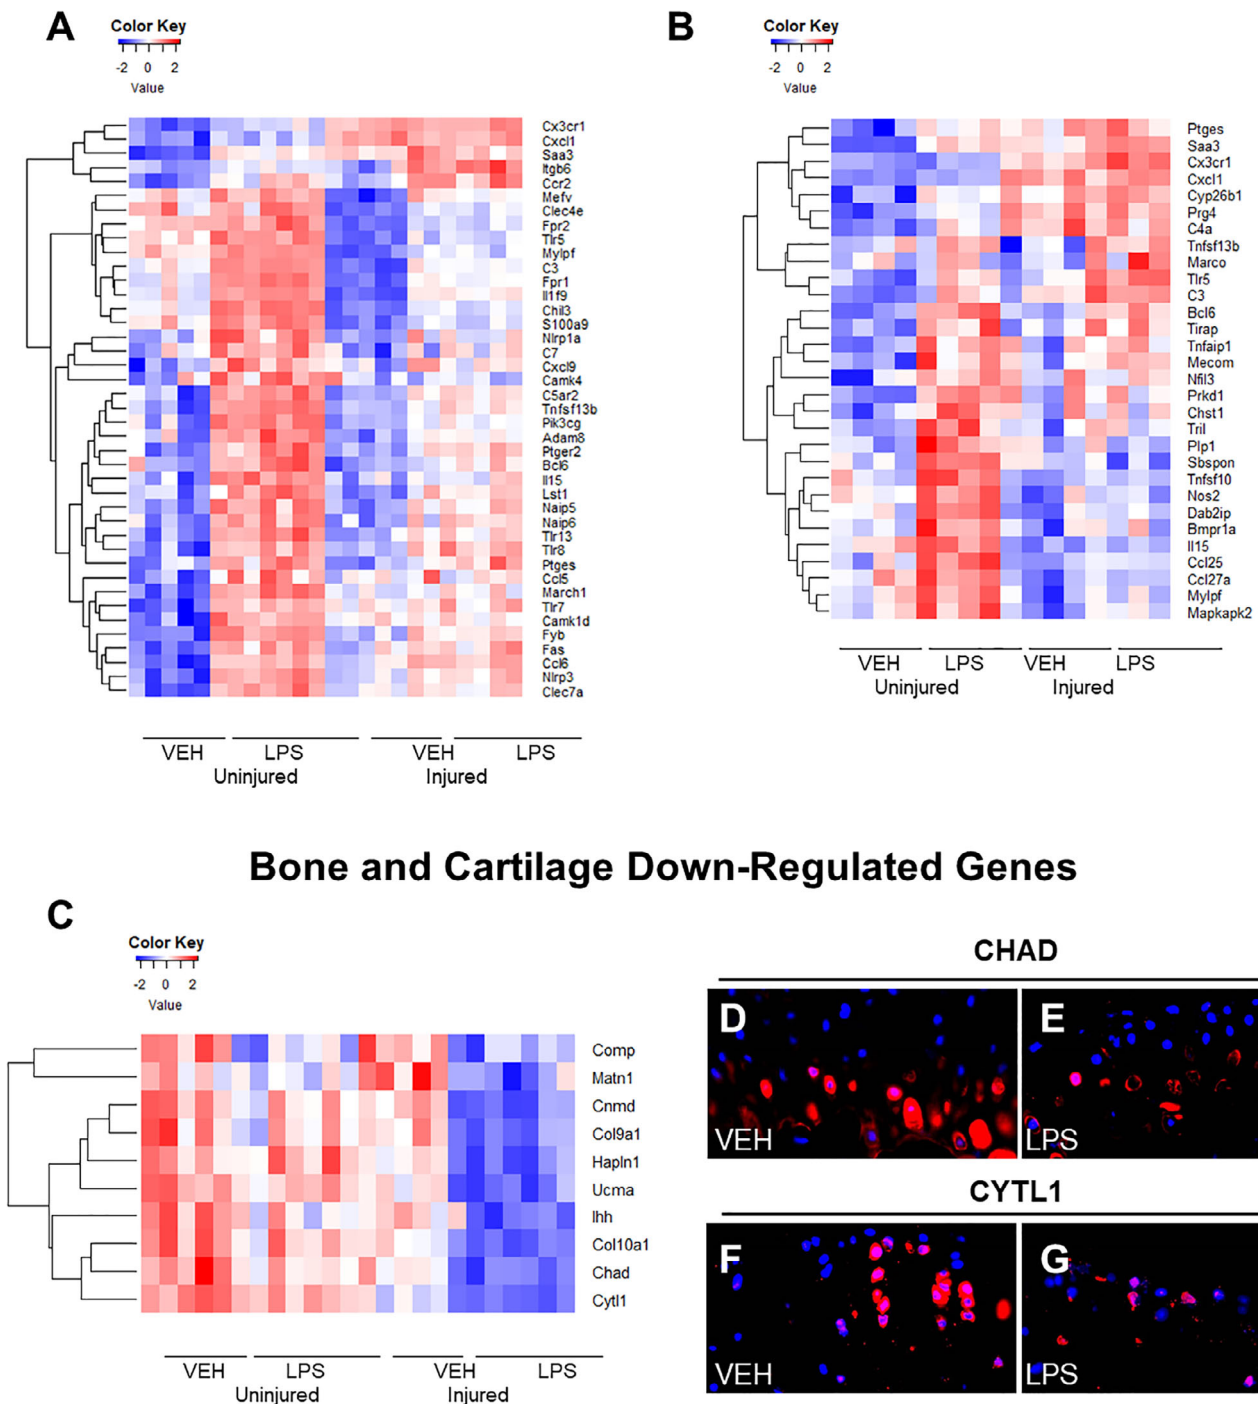 A
Color Key
-2 0 2
Value
Cx3cr1
Cxcl1
Saa3
Itgb6
Ccr2
Mefv
Clec4e
Fpr2
Tlr5
Mylpf
C3
Fpr1
Il1f9
Chil3
S100a9
Nlrp1a
C7
Cxcl9
Camk4
C5ar2
Tnfsf13b
Pik3cg
Adam8
Ptger2
Bcl6
Il15
Lst1
Naip5
Naip6
Tlr13
Tlr8
Ptges
Ccl5
March1
Tlr7
Camk1d
Fyb
Fas
Ccl6
Nlrp3
Clec7a
VEH LPS VEH LPS
Uninjured Injured
B
Color Key
-2 0 2
Value
Ptges
Saa3
Cx3cr1
Cxcl1
Cyp26b1
Prg4
C4a
Tnfsf13b
Marco
Tlr5
C3
Bcl6
Tirap
Tnfaip1
Mecom
Nfil3
Prkd1
Chst1
Tril
Plp1
Sbspon
Tnfsf10
Nos2
Dab2ip
Bmpr1a
Il15
Ccl25
Ccl27a
Mylpf
Mapkapk2
VEH LPS VEH LPS
Uninjured Injured
Bone and Cartilage Down-Regulated Genes
C
Color Key
-2 0 2
Value
Comp
Matn1
Cnmd
Col9a1
Hapln1
Ucma
Ihh
Col10a1
Chad
Cytl1
VEH LPS VEH LPS
Uninjured Injured
CHAD
D E
VEH LPS
CYTL1
F G
VEH LPS